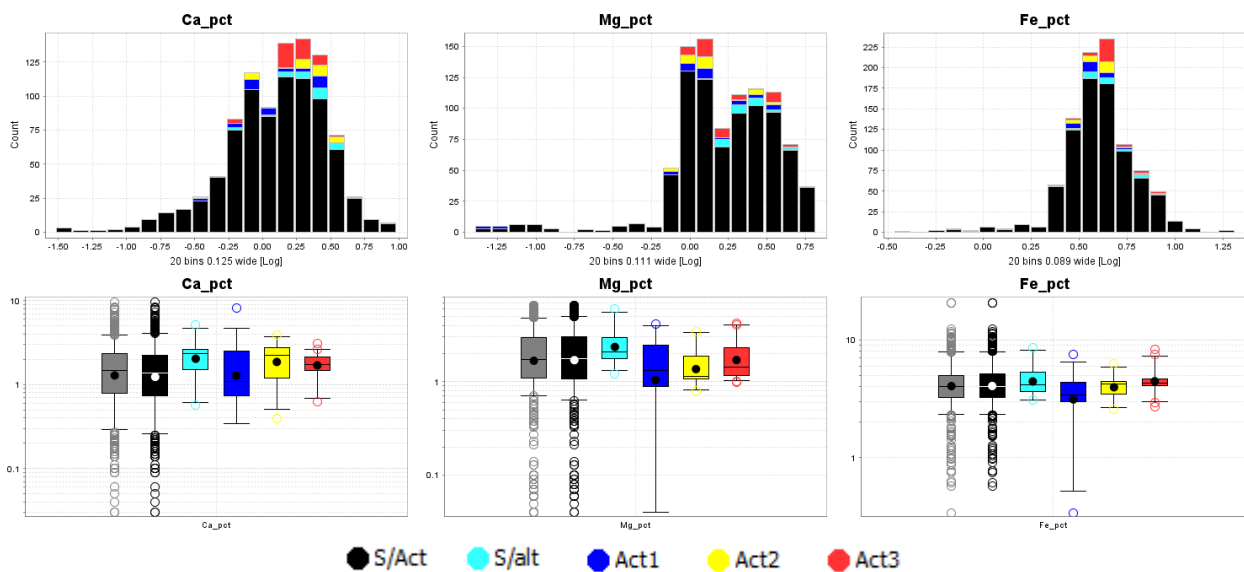 Ca_pct
Mg_pct
Fe_pct
Count
125
100
75
50
25
0
-1.50
-1.25
-1.00
-0.75
-0.50
-0.25
0.00
0.25
0.50
0.75
1.00
20 bins 0.125 wide [Log]
Count
150
125
100
75
50
25
0
-1.25
-1.00
-0.75
-0.50
-0.25
0.00
0.25
0.50
0.75
20 bins 0.111 wide [Log]
Count
225
200
175
150
125
100
75
50
25
0
-0.50
-0.25
0.00
0.25
0.50
0.75
1.00
1.25
20 bins 0.089 wide [Log]
Ca_pct
Mg_pct
Fe_pct
10
1
0.1
Ca_pct
1
0.1
Mg_pct
10
1
Fe_pct
S/Act
S/alt
Act1
Act2
Act3